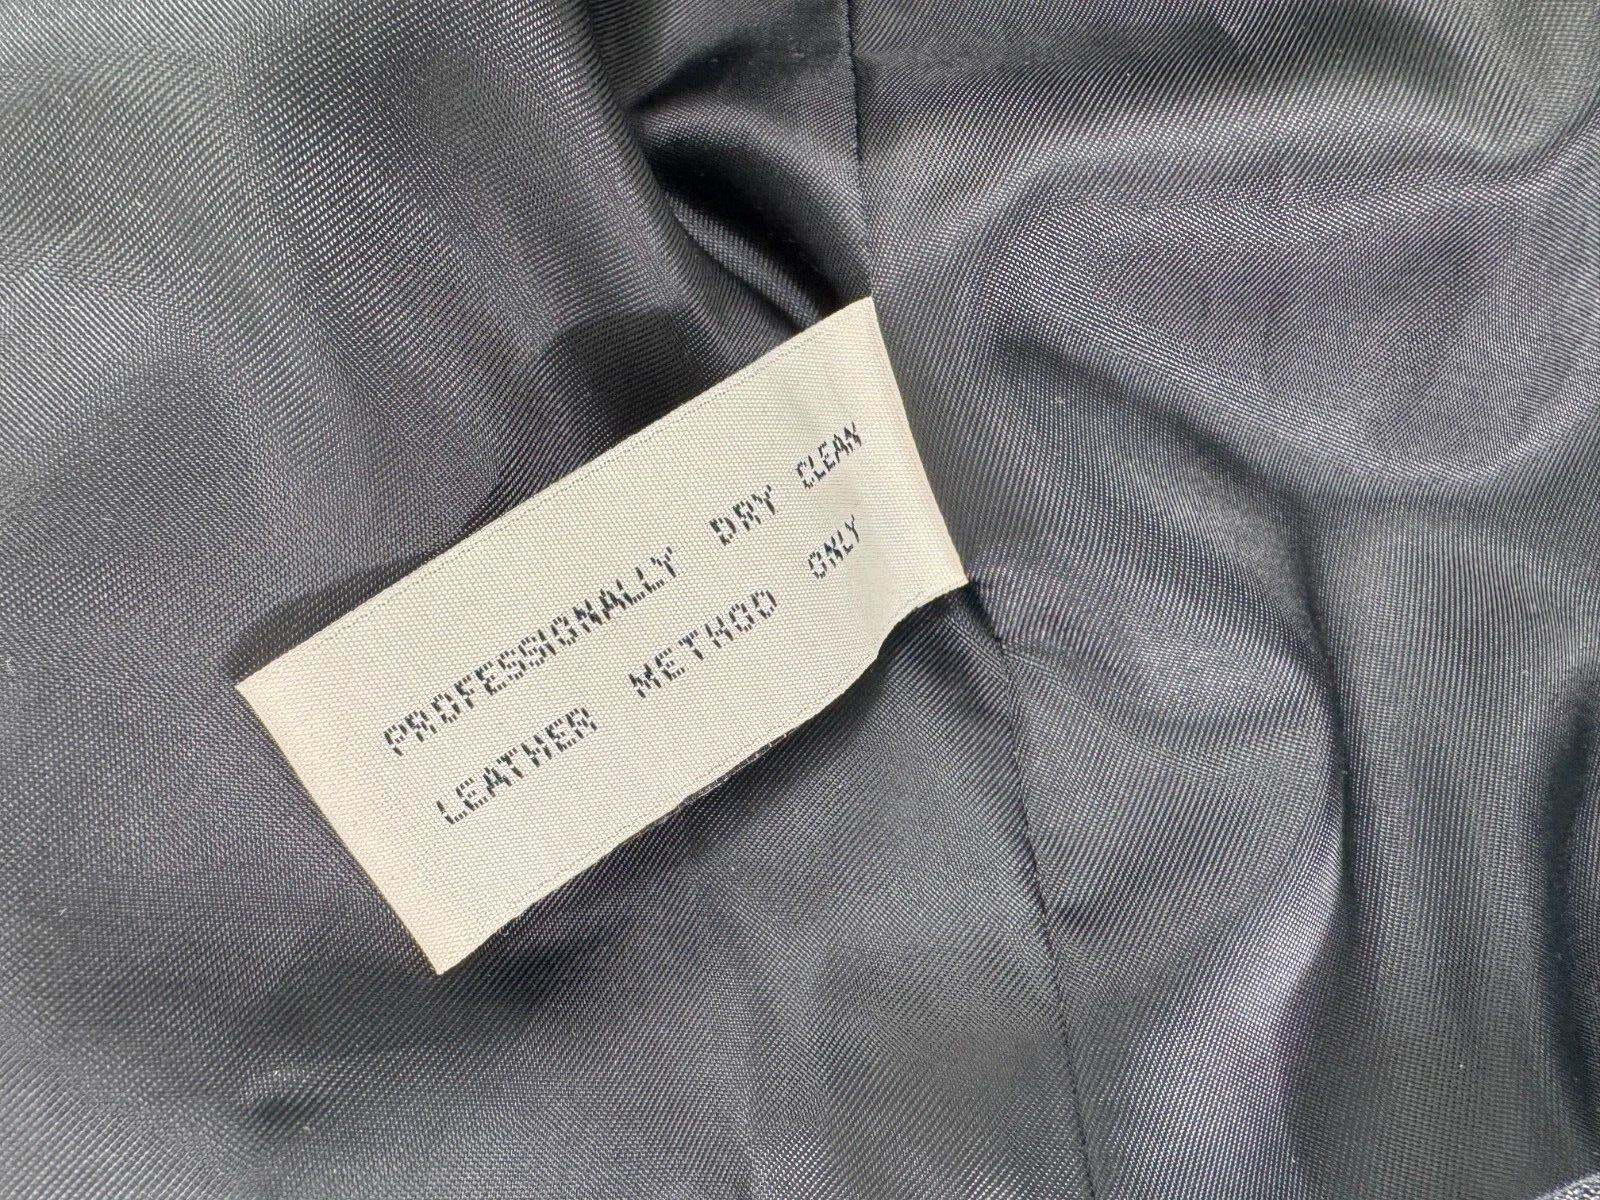 PROFESSIONALLY DRY CLEAN
LEATHER METHOD ONLY